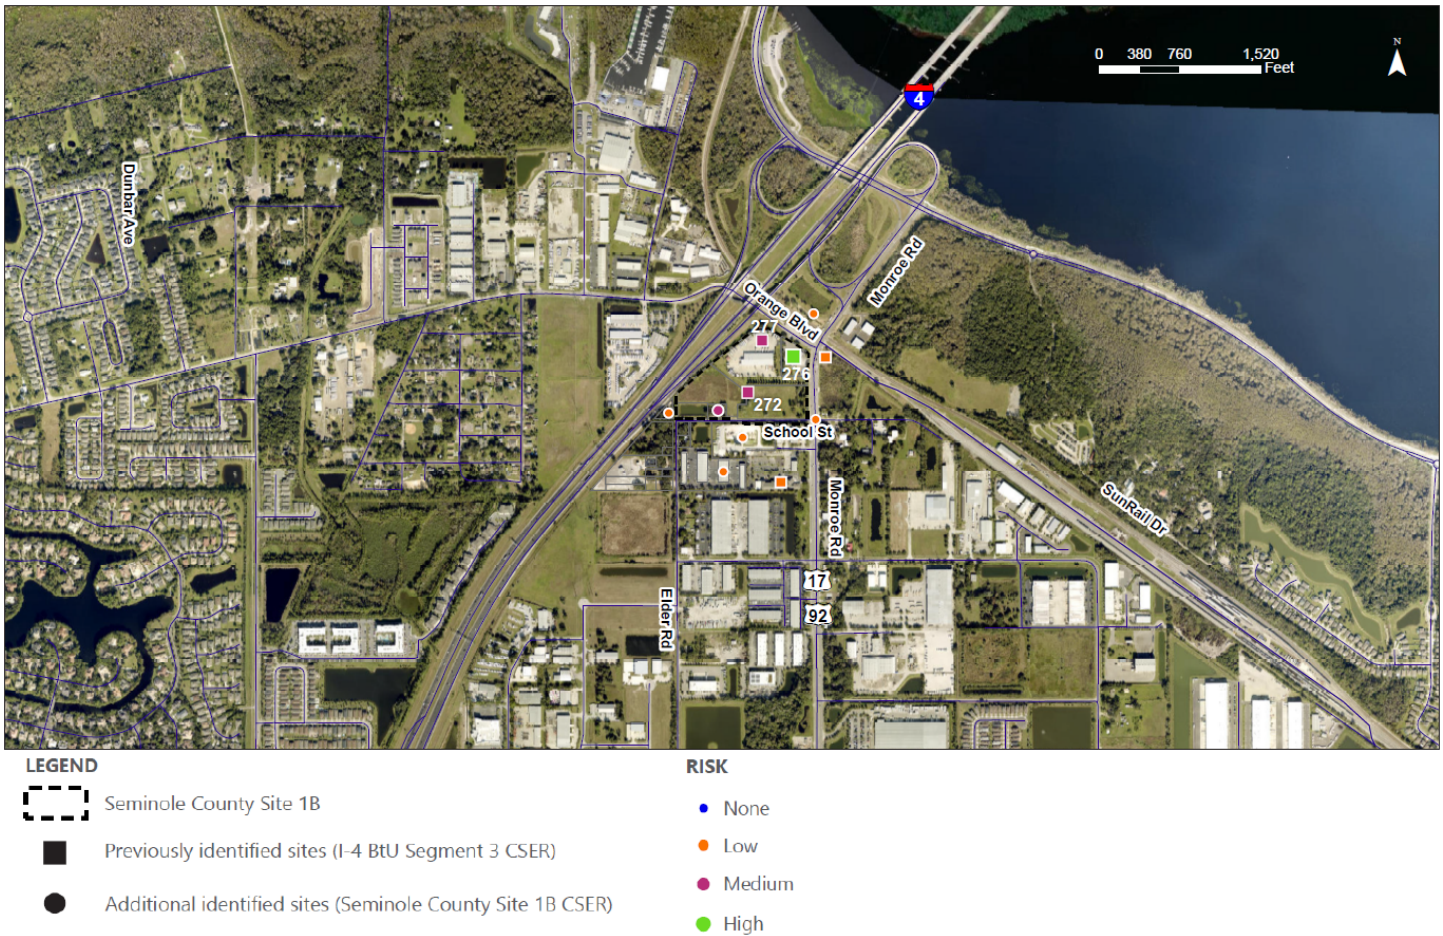 0 380 760 1,520
Feet
N
4
Dunbar Ave
Monroe Rd
Orange Blvd
277
276
272
School St
Monroe Rd
SunRail Dr
17
92
Elder Rd
LEGEND
Seminole County Site 1B
Previously identified sites (I-4 BtU Segment 3 CSER)
Additional identified sites (Seminole County Site 1B CSER)
RISK
None
Low
Medium
High